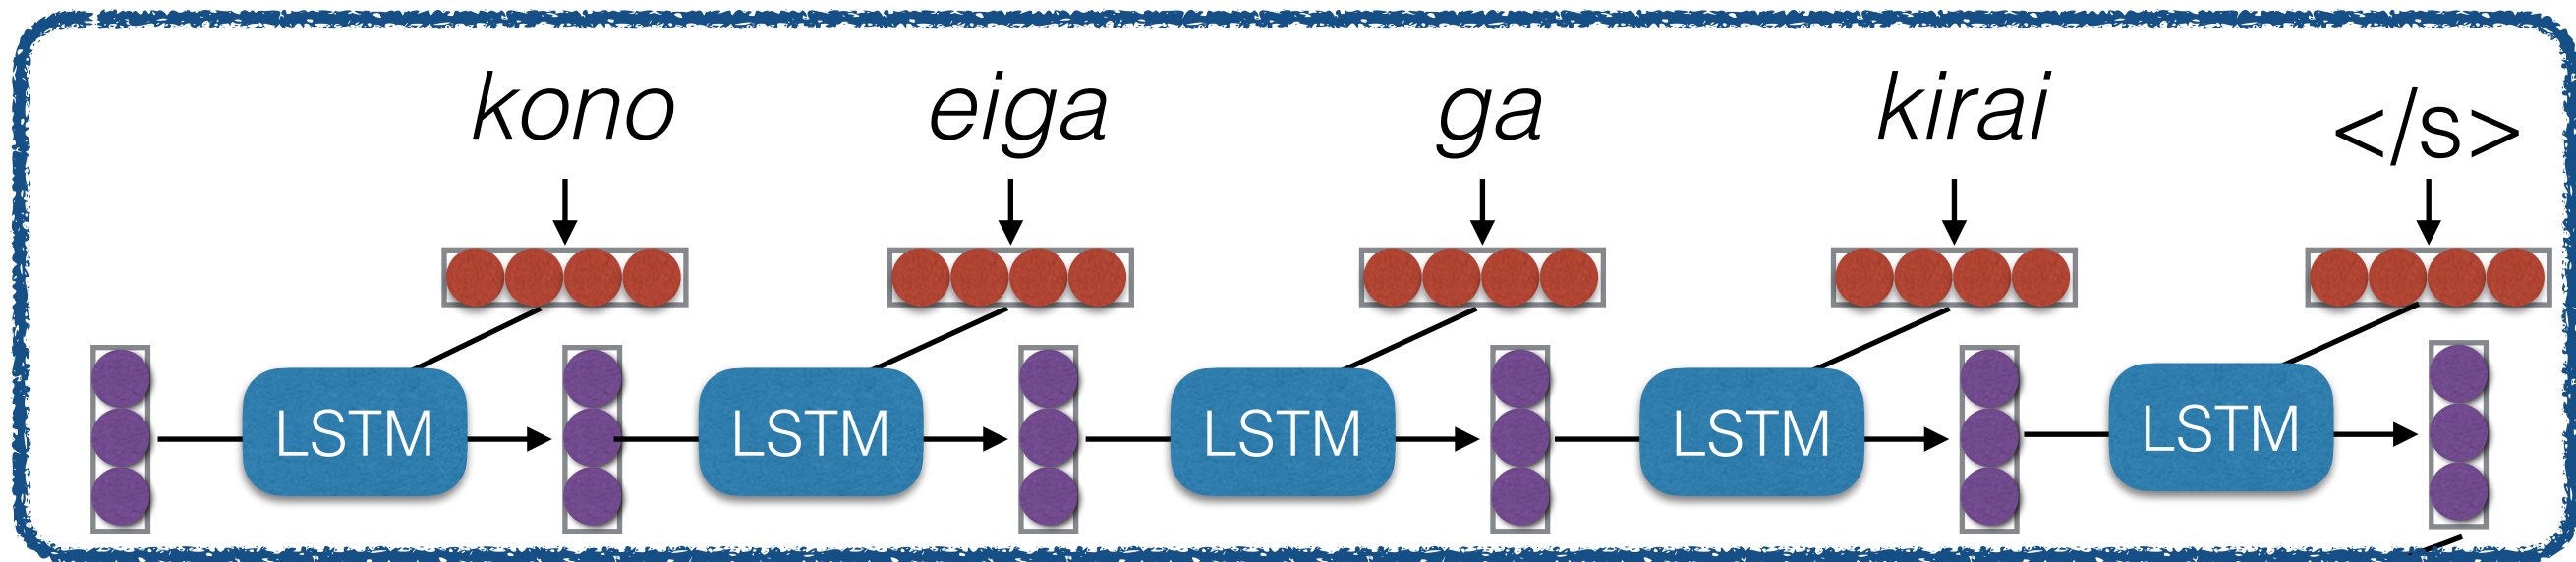 kono eiga ga kirai </s>
LSTM LSTM LSTM LSTM LSTM